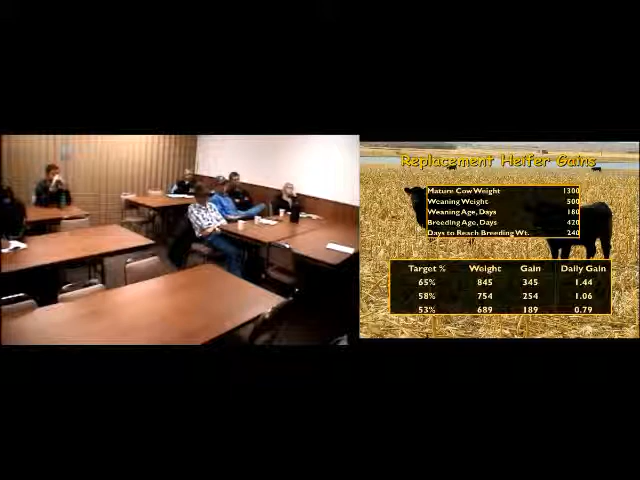 Replacement Heifer Gains
Mature Cow Weight 1300
Weaning Weight 500
Weaning Age, Days 180
Breeding Age, Days 420
Days to Reach Breeding Wt. 240
Target % Weight Gain Daily Gain
65% 845 345 1.44
58% 754 254 1.06
53% 689 189 0.79